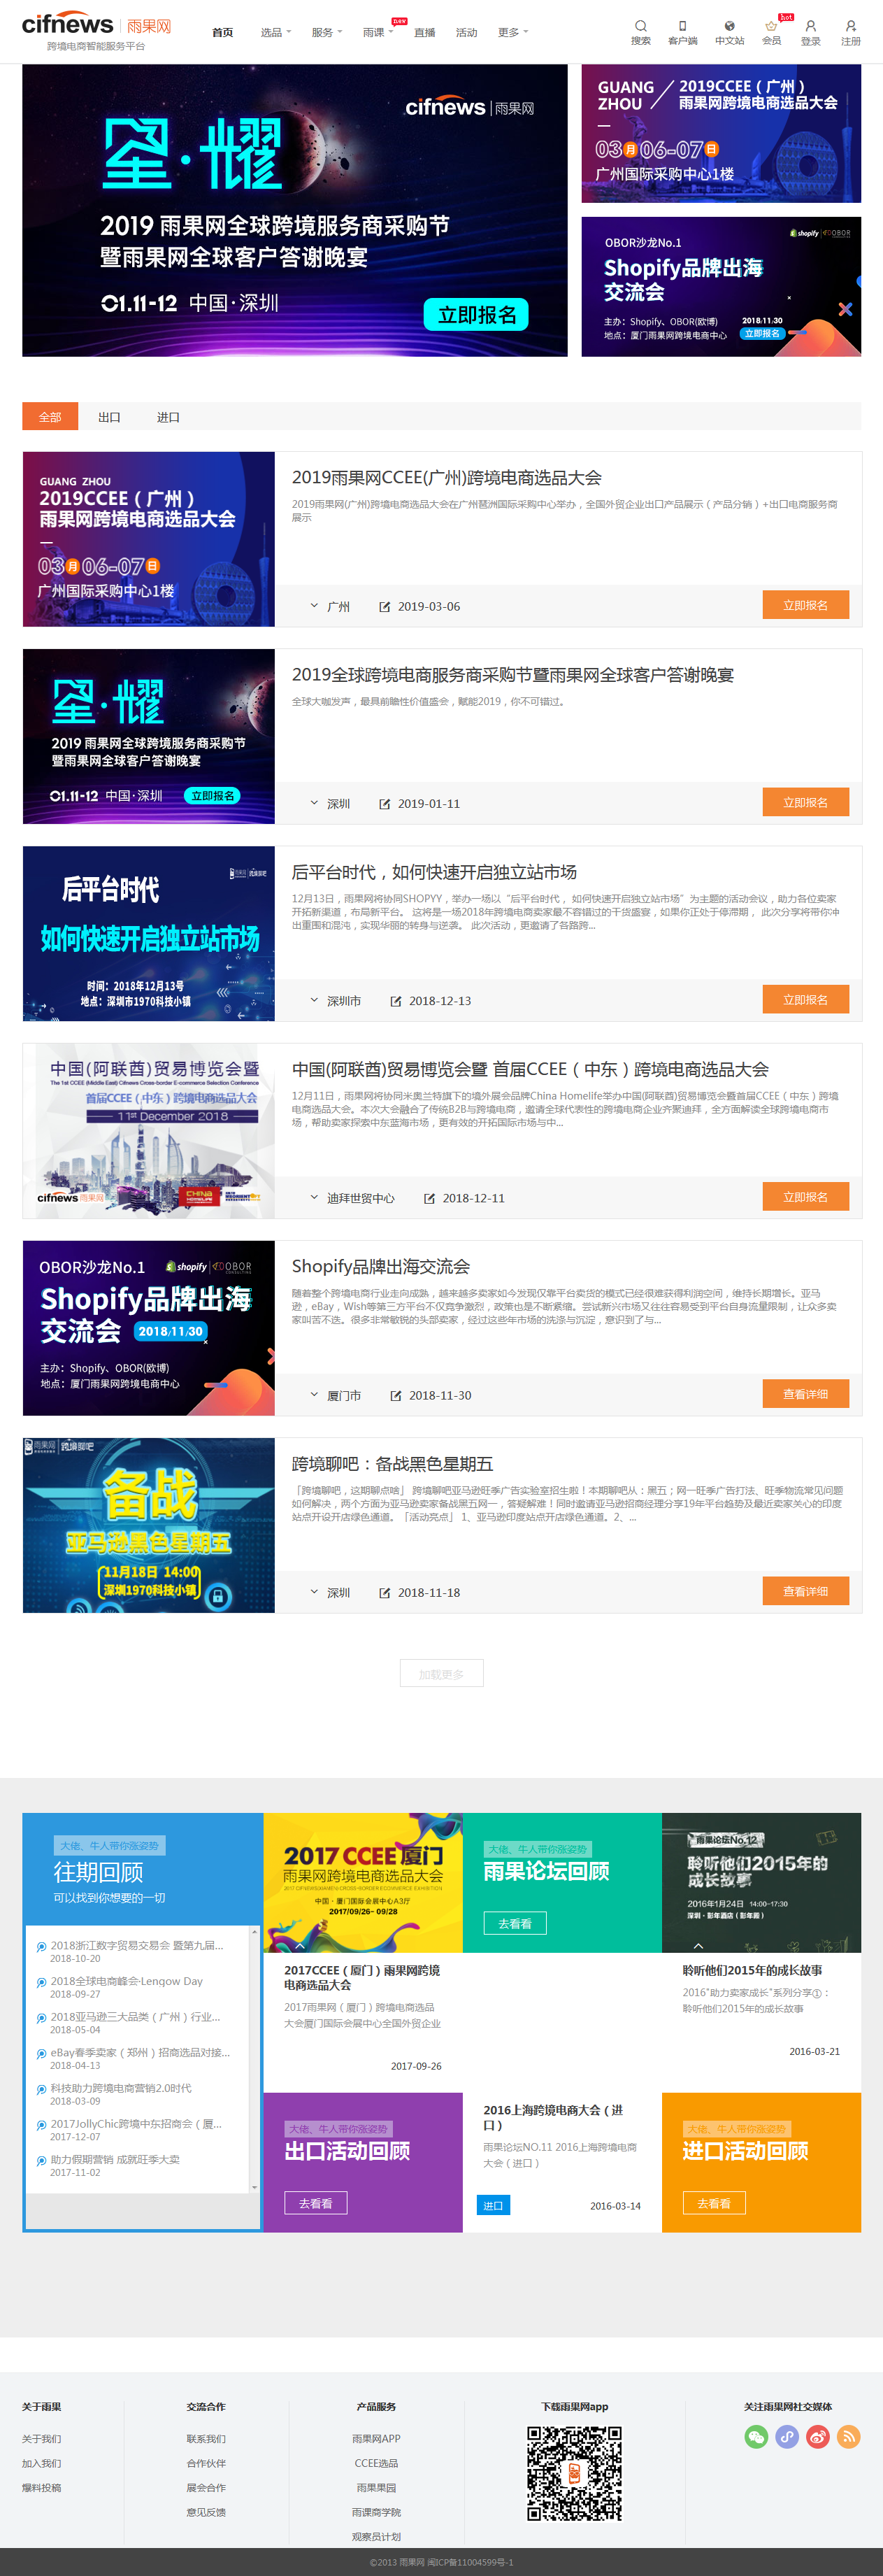 cifnews 雨果网
跨境电商智能服务平台
首页 选品 服务 雨课 new 直播 活动 更多
搜索 客户端 中文站 会员 hot 登录 注册
cifnews 雨果网
星·耀
2019 雨果网全球跨境服务商采购节
暨雨果网全球客户答谢晚宴
01.11-12 中国·深圳
立即报名
GUANG ZHOU
2019CCEE（广州）
雨果网跨境电商选品大会
03月06-07日
广州国际采购中心1楼
shopify OBOR
OBOR沙龙No.1
Shopify品牌出海
交流会
主办：Shopify、OBOR(欧博)
地点：厦门雨果网跨境电商中心
2018.11.30
立即报名
全部 出口 进口
GUANG ZHOU
2019CCEE（广州）
雨果网跨境电商选品大会
03月06-07日
广州国际采购中心1楼
2019雨果网CCEE(广州)跨境电商选品大会
2019雨果网(广州)跨境电商选品大会在广州琶洲国际采购中心举办，全国外贸企业出口产品展示（产品分销）+出口电商服务商
展示
广州 2019-03-06 立即报名
星·耀
2019 雨果网全球跨境服务商采购节
暨雨果网全球客户答谢晚宴
01.11-12 中国·深圳 立即报名
2019全球跨境电商服务商采购节暨雨果网全球客户答谢晚宴
全球大咖发声，最具前瞻性价值盛会，赋能2019，你不可错过。
深圳 2019-01-11 立即报名
后平台时代
如何快速开启独立站市场
时间：2018年12月13号
地点：深圳市1970科技小镇
后平台时代，如何快速开启独立站市场
12月13日，雨果网将协同SHOPYY，举办一场以“后平台时代， 如何快速开启独立站市场”为主题的活动会议，助力各位卖家
开拓新渠道，布局新平台。 这将是一场2018年跨境电商卖家最不容错过的干货盛宴，如果你正处于停滞期， 此次分享将带你冲
出重围和混沌，实现华丽的转身与逆袭。 此次活动，更邀请了各路跨...
深圳市 2018-12-13 立即报名
中国(阿联酋)贸易博览会暨
The 1st CCEE (Middle East) Cifnews Cross-border E-commerce Selection Conference
首届CCEE（中东）跨境电商选品大会
11st December 2018
cifnews 雨果网
CHINA HOMELIFE
中国(阿联酋)贸易博览会暨 首届CCEE（中东）跨境电商选品大会
12月11日，雨果网将协同米奥兰特旗下的境外展会品牌China Homelife举办中国(阿联酋)贸易博览会暨首届CCEE（中东）跨境
电商选品大会。本次大会融合了传统B2B与跨境电商，邀请全球代表性的跨境电商企业齐聚迪拜，全方面解读全球跨境电商市
场，帮助卖家探索中东蓝海市场，更有效的开拓国际市场与中...
迪拜世贸中心 2018-12-11 立即报名
OBOR沙龙No.1 shopify OBOR
Shopify品牌出海
交流会 2018/11/30
主办：Shopify、OBOR(欧博)
地点：厦门雨果网跨境电商中心
Shopify品牌出海交流会
随着整个跨境电商行业走向成熟，越来越多卖家如今发现仅靠平台卖货的模式已经很难获得利润空间，维持长期增长。亚马
逊，eBay，Wish等第三方平台不仅竞争激烈，政策也是不断紧缩。尝试新兴市场又往往容易受到平台自身流量限制，让众多卖
家叫苦不迭。很多非常敏锐的头部卖家，经过这些年市场的洗涤与沉淀，意识到了与...
厦门市 2018-11-30 查看详细
雨果网 跨境聊吧
备战
亚马逊黑色星期五
11月18日 14:00
深圳1970科技小镇
跨境聊吧：备战黑色星期五
「跨境聊吧，这期聊点啥」 跨境聊吧亚马逊旺季广告实验室招生啦！本期聊吧从：黑五；网一旺季广告打法、旺季物流常见问题
如何解决，两个方面为亚马逊卖家备战黑五网一，答疑解难！同时邀请亚马逊招商经理分享19年平台趋势及最近卖家关心的印度
站点开设开店绿色通道。「活动亮点」 1、亚马逊印度站点开店绿色通道。2、...
深圳 2018-11-18 查看详细
加载更多
大佬、牛人带你涨姿势
往期回顾
可以找到你想要的一切
2018浙江数字贸易交易会 暨第九届...
2018-10-20
2018全球电商峰会-Lengow Day
2018-09-27
2018亚马逊三大品类（广州）行业...
2018-05-04
eBay春季卖家（郑州）招商选品对接...
2018-04-13
科技助力跨境电商营销2.0时代
2018-03-09
2017JollyChic跨境中东招商会（厦...
2017-12-07
助力假期营销 成就旺季大卖
2017-11-02
2017 CCEE厦门
雨果网跨境电商选品大会
中国·厦门国际会展中心A3厅
2017/09/26- 09/28
2017CCEE（厦门）雨果网跨境
电商选品大会
2017雨果网（厦门）跨境电商选品
大会厦门国际会展中心全国外贸企业
2017-09-26
大佬、牛人带你涨姿势
雨果论坛回顾
去看看
雨果论坛No.12
聆听他们2015年的
成长故事
2016年1月24日 14:00-17:30
深圳·彭年酒店（彭年殿）
聆听他们2015年的成长故事
2016"助力卖家成长"系列分享①：
聆听他们2015年的成长故事
2016-03-21
大佬、牛人带你涨姿势
出口活动回顾
去看看
2016上海跨境电商大会（进
口）
雨果论坛NO.11 2016上海跨境电商
大会（进口）
进口 2016-03-14
大佬、牛人带你涨姿势
进口活动回顾
去看看
关于雨果
关于我们
加入我们
爆料投稿
交流合作
联系我们
合作伙伴
展会合作
意见反馈
产品服务
雨果网APP
CCEE选品
雨果果园
雨课商学院
观察员计划
下载雨果网app
关注雨果网社交媒体
©2013 雨果网 闽ICP备11004599号-1